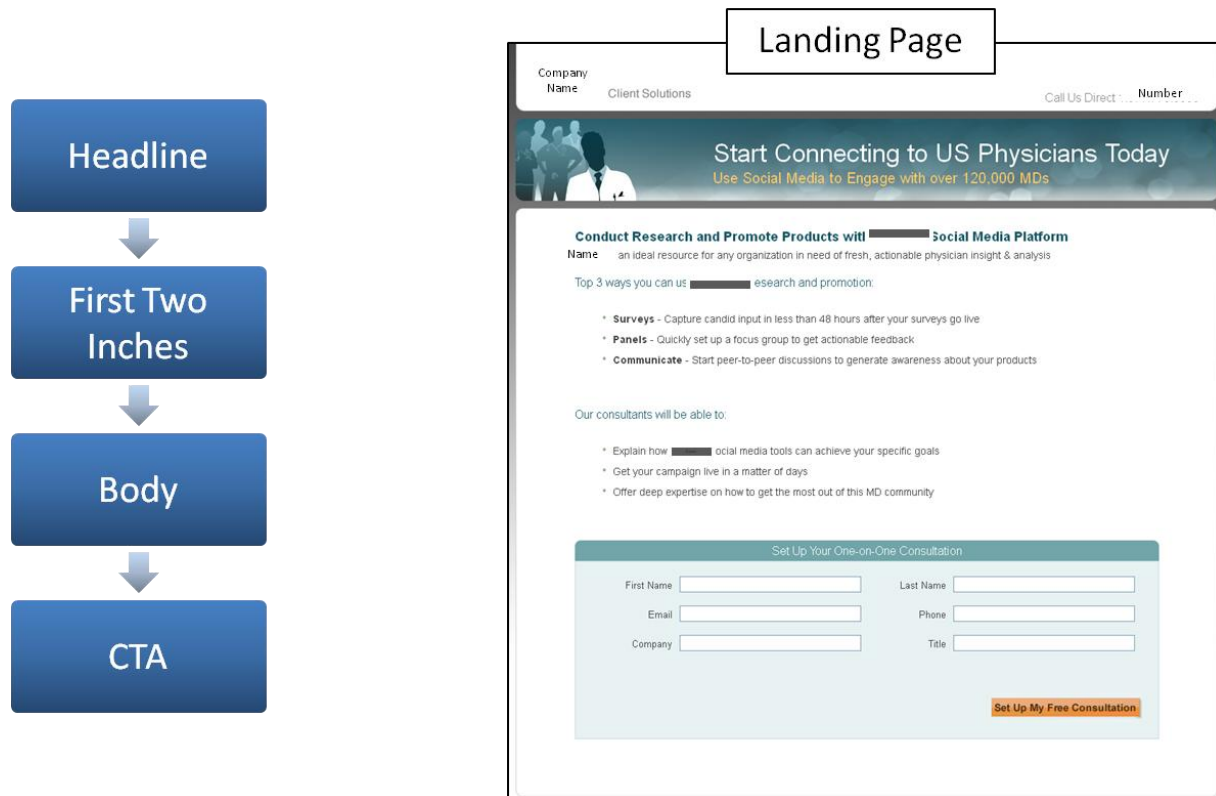 Headline
First Two
Inches
Body
CTA
Landing Page
Company
Name
Client Solutions
Call Us Direct
Number
Start Connecting to US Physicians Today
Use Social Media to Engage with over 120,000 MDs
Conduct Research and Promote Products with Social Media Platform
Name an ideal resource for any organization in need of fresh, actionable physician insight & analysis
Top 3 ways you can us esearch and promotion:
* Surveys - Capture candid input in less than 48 hours after your surveys go live
* Panels - Quickly set up a focus group to get actionable feedback
* Communicate - Start peer-to-peer discussions to generate awareness about your products
Our consultants will be able to:
* Explain how ocial media tools can achieve your specific goals
* Get your campaign live in a matter of days
* Offer deep expertise on how to get the most out of this MD community
Set Up Your One-on-One Consultation
First Name
Last Name
Email
Phone
Company
Title
Set Up My Free Consultation